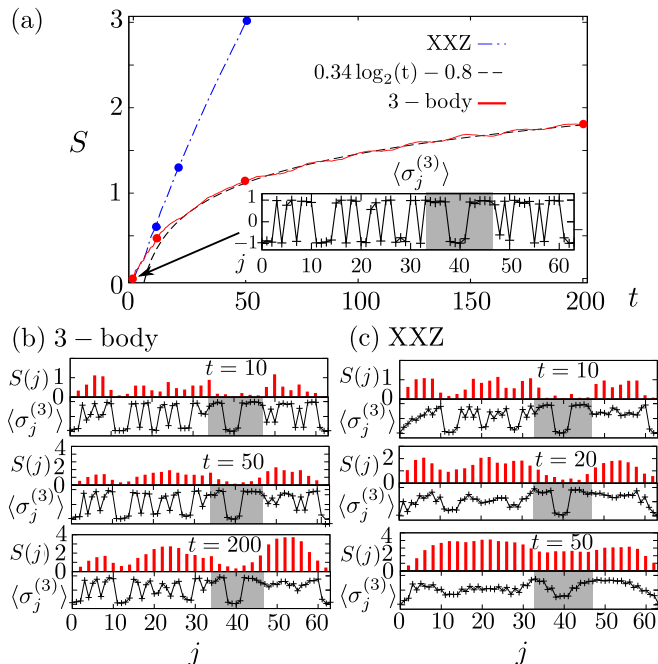 (a)
3
XXZ
0.34 log₂(t) − 0.8
3 − body
2
S
1
0
⟨σⱼ⁽³⁾⟩
1
0
−1
j
0 10 20 30 40 50 60
0 50 100 150 200 t
(b) 3 − body
(c) XXZ
S(j) 1 0 t = 10
⟨σⱼ⁽³⁾⟩
S(j) 4 2 0 t = 50
⟨σⱼ⁽³⁾⟩
S(j) 4 2 0 t = 200
⟨σⱼ⁽³⁾⟩
0 10 20 30 40 50 60
j
S(j) 1 0 t = 10
⟨σⱼ⁽³⁾⟩
S(j) 2 1 0 t = 20
⟨σⱼ⁽³⁾⟩
S(j) 4 2 0 t = 50
⟨σⱼ⁽³⁾⟩
0 10 20 30 40 50 60
j